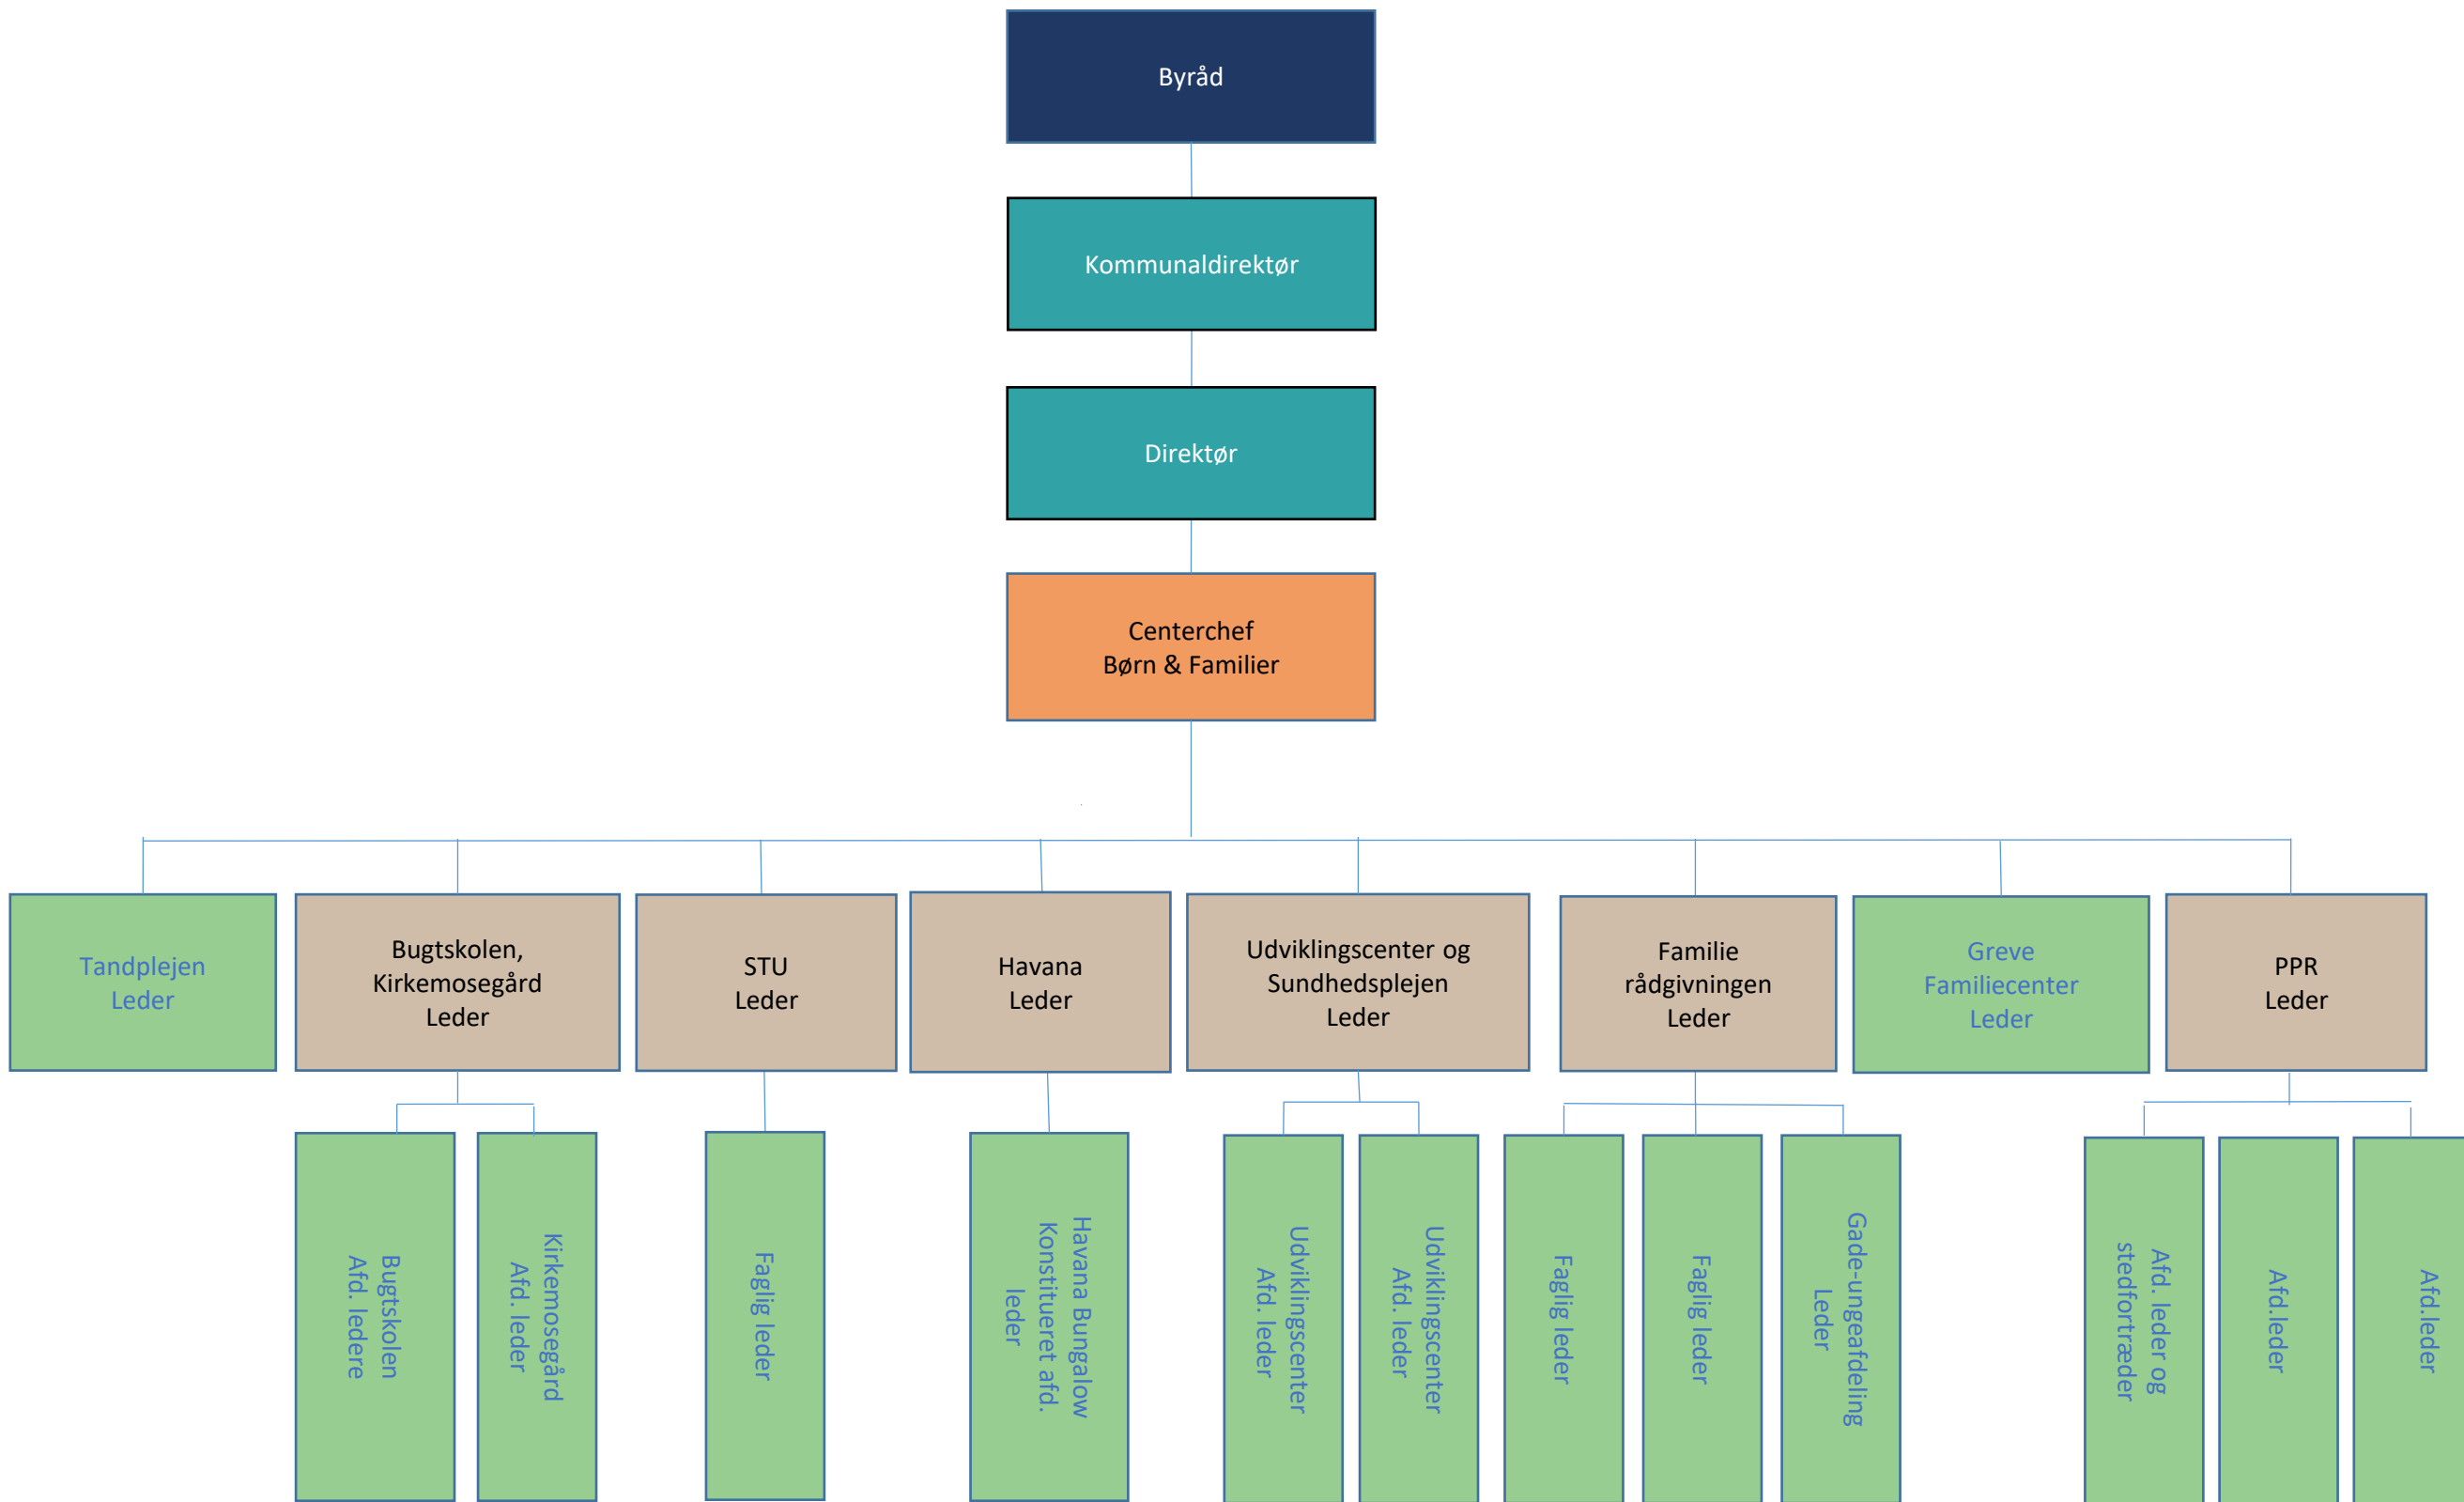 Byråd
Kommunaldirektør
Direktør
Centerchef
Børn & Familier
Tandplejen
Leder
Bugtskolen,
Kirkemosegård
Leder
STU
Leder
Havana
Leder
Udviklingscenter og
Sundhedsplejen
Leder
Familie
rådgivningen
Leder
Greve
Familiecenter
Leder
PPR
Leder
Bugtskolen
Afd. ledere
Kirkemosegård
Afd. leder
Faglig leder
Havana Bungalow
Konstitueret afd.
leder
Udviklingscenter
Afd. leder
Udviklingscenter
Afd. leder
Faglig leder
Faglig leder
Gade-ungeafdeling
Leder
Afd. leder og
stedfortræder
Afd.leder
Afd.leder